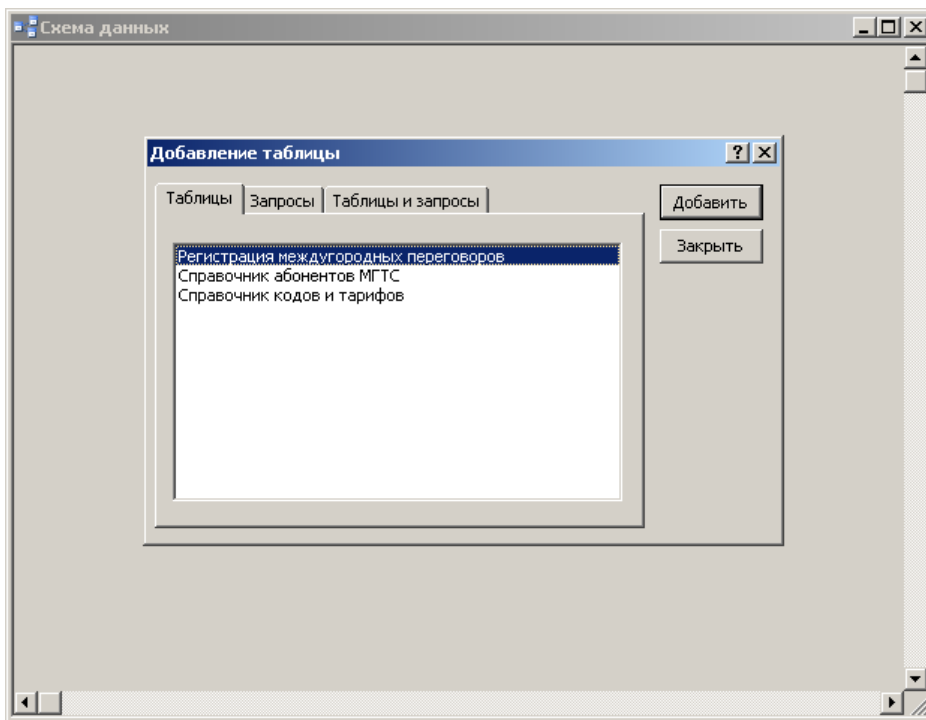 Схема данных
Добавление таблицы
Таблицы Запросы Таблицы и запросы
Добавить
Закрыть
Регистрация междугородных переговоров
Справочник абонентов МГТС
Справочник кодов и тарифов